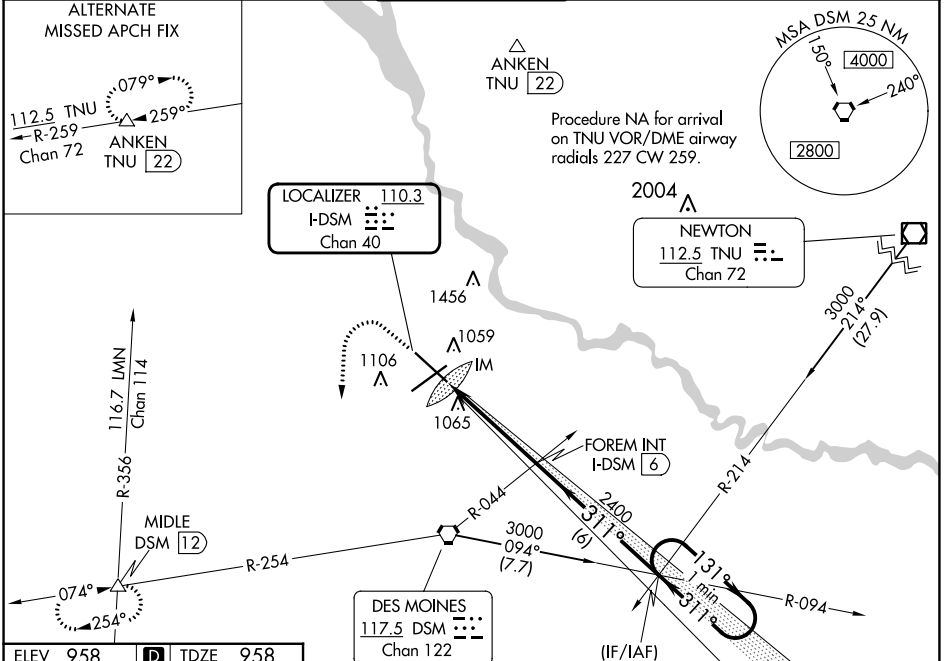 ALTERNATE
MISSED APCH FIX
079°
259°
112.5 TNU
R-259
Chan 72
ANKEN
TNU 22
ANKEN
TNU 22
MSA DSM 25 NM
150°
4000
240°
2800
Procedure NA for arrival
on TNU VOR/DME airway
radials 227 CW 259.
2004
LOCALIZER 110.3
I-DSM
Chan 40
NEWTON
112.5 TNU
Chan 72
1456
1059
1106
IM
1065
3000
214°
(27.9)
116.7 LMN
Chan 114
R-356
FOREM INT
I-DSM 6
R-214
R-044
2400
311°
(6)
MIDLE
DSM 12
R-254
3000
094°
(7.7)
131°
1 min
311°
R-094
074°
254°
DES MOINES
117.5 DSM
Chan 122
(IF/IAF)
ELEV 958 D TDZE 958